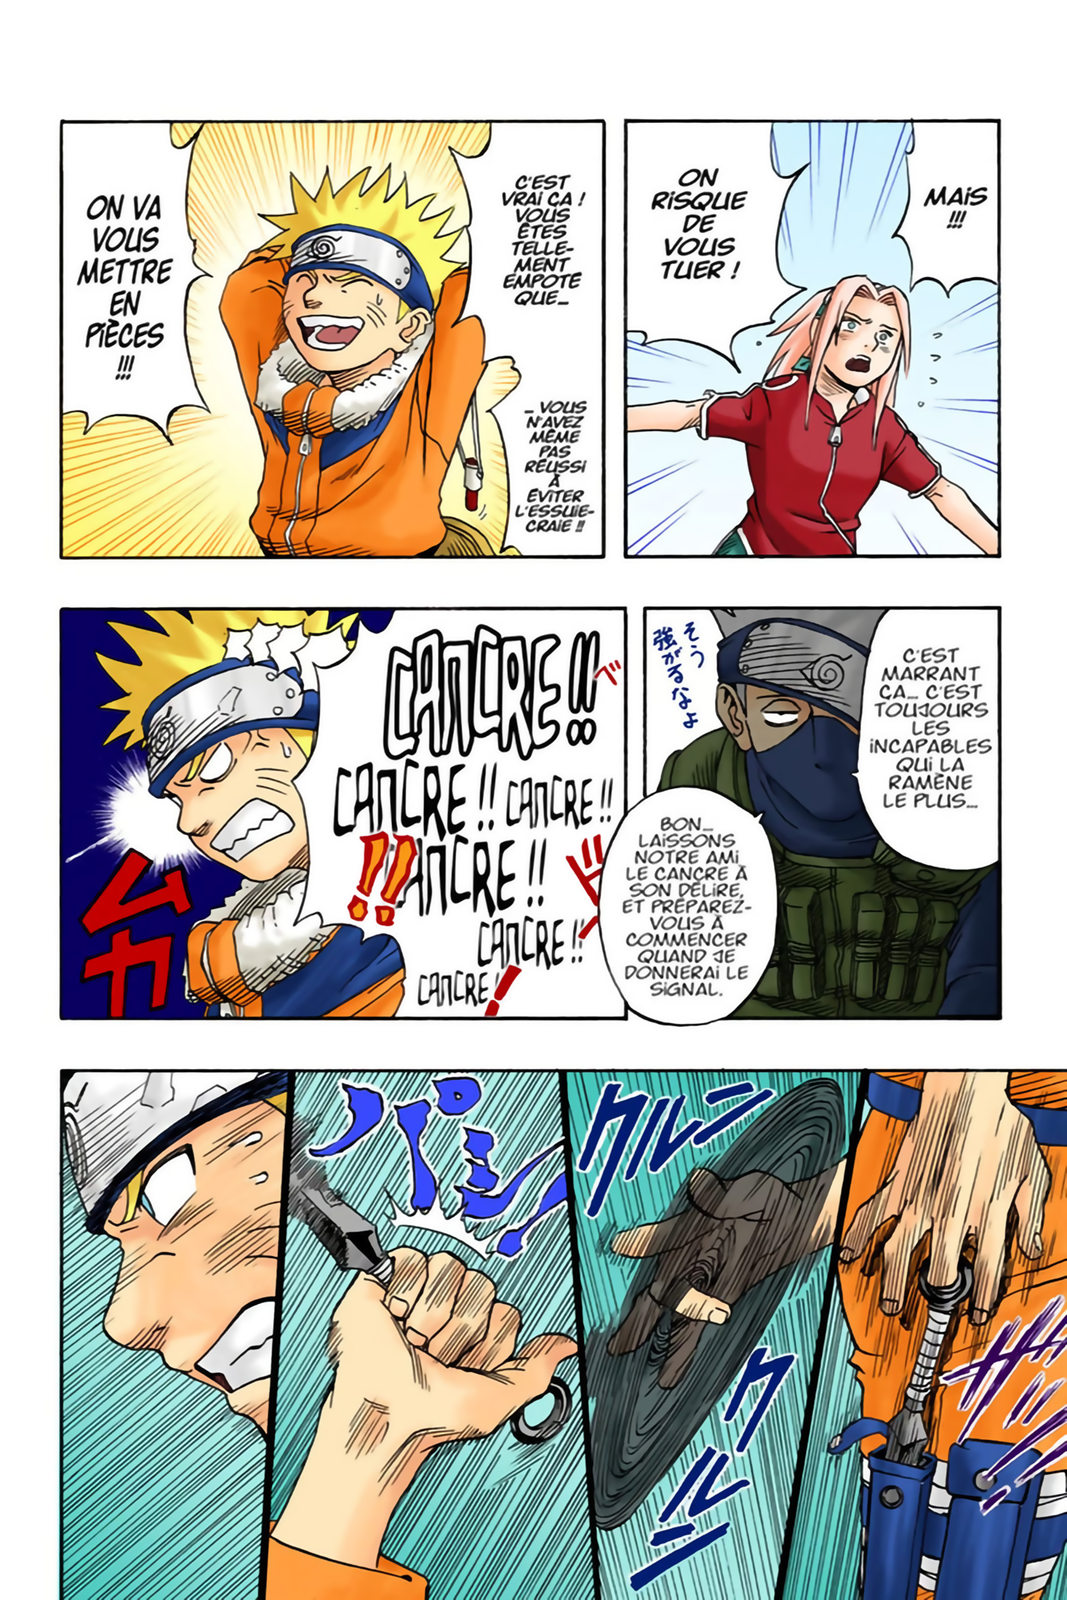 MAIS
!!!
ON
RISQUE
DE
VOUS
TUER !
C'EST
VRAI CA !
VOUS
ÊTES
TELLE-
MENT
EMPOTÉ
QUE...
... VOUS
N'AVEZ
MÊME
PAS
RÉUSSI
À
ÉVITER
L'ESSUIE-
CRAIE !!
ON VA
VOUS
METTRE
EN
PIÈCES
!!!
C'EST
MARRANT
CA... C'EST
TOUJOURS
LES
INCAPABLES
QUI LA
RAMÈNE
LE PLUS...
そう
強がるなよ
BON...
LAISSONS
NOTRE AMI
LE CANCRE À
SON DÉLIRE,
ET PRÉPAREZ-
VOUS À
COMMENCER
QUAND JE
DONNERAI LE
SIGNAL.
CANCRE !!
ベ
CANCRE !! CANCRE !!
ド
!! CANCRE !!
CANCRE !!
CANCRE !
ムカ
クルン
クルン
パシ!